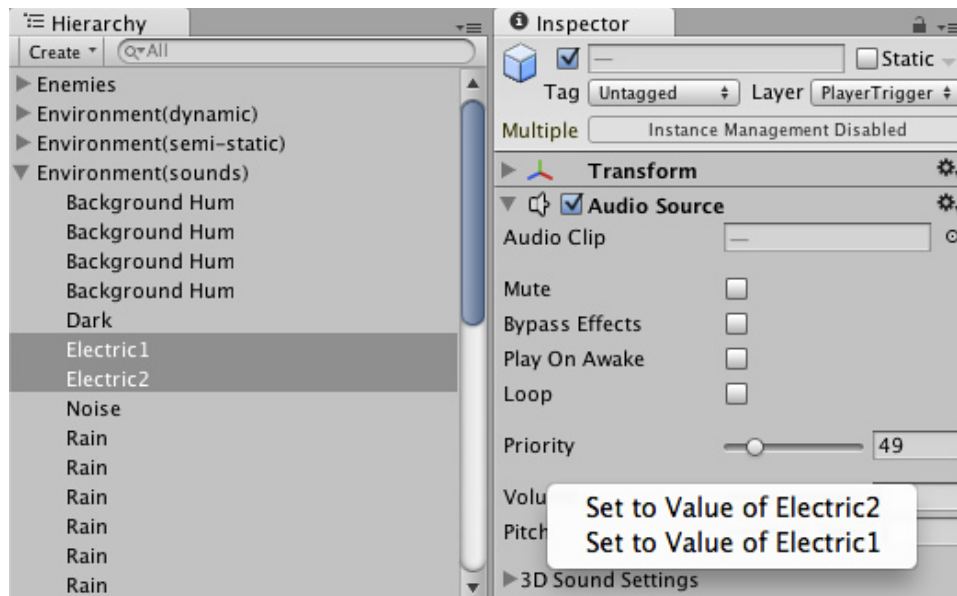 Hierarchy
Create
All
Enemies
Environment(dynamic)
Environment(semi-static)
Environment(sounds)
Background Hum
Background Hum
Background Hum
Background Hum
Dark
Electric1
Electric2
Noise
Rain
Rain
Rain
Rain
Rain
Rain
Inspector
— Static
Tag Untagged Layer PlayerTrigger
Multiple Instance Management Disabled
Transform
Audio Source
Audio Clip —
Mute
Bypass Effects
Play On Awake
Loop
Priority 49
Volu
Pitch
Set to Value of Electric2
Set to Value of Electric1
3D Sound Settings